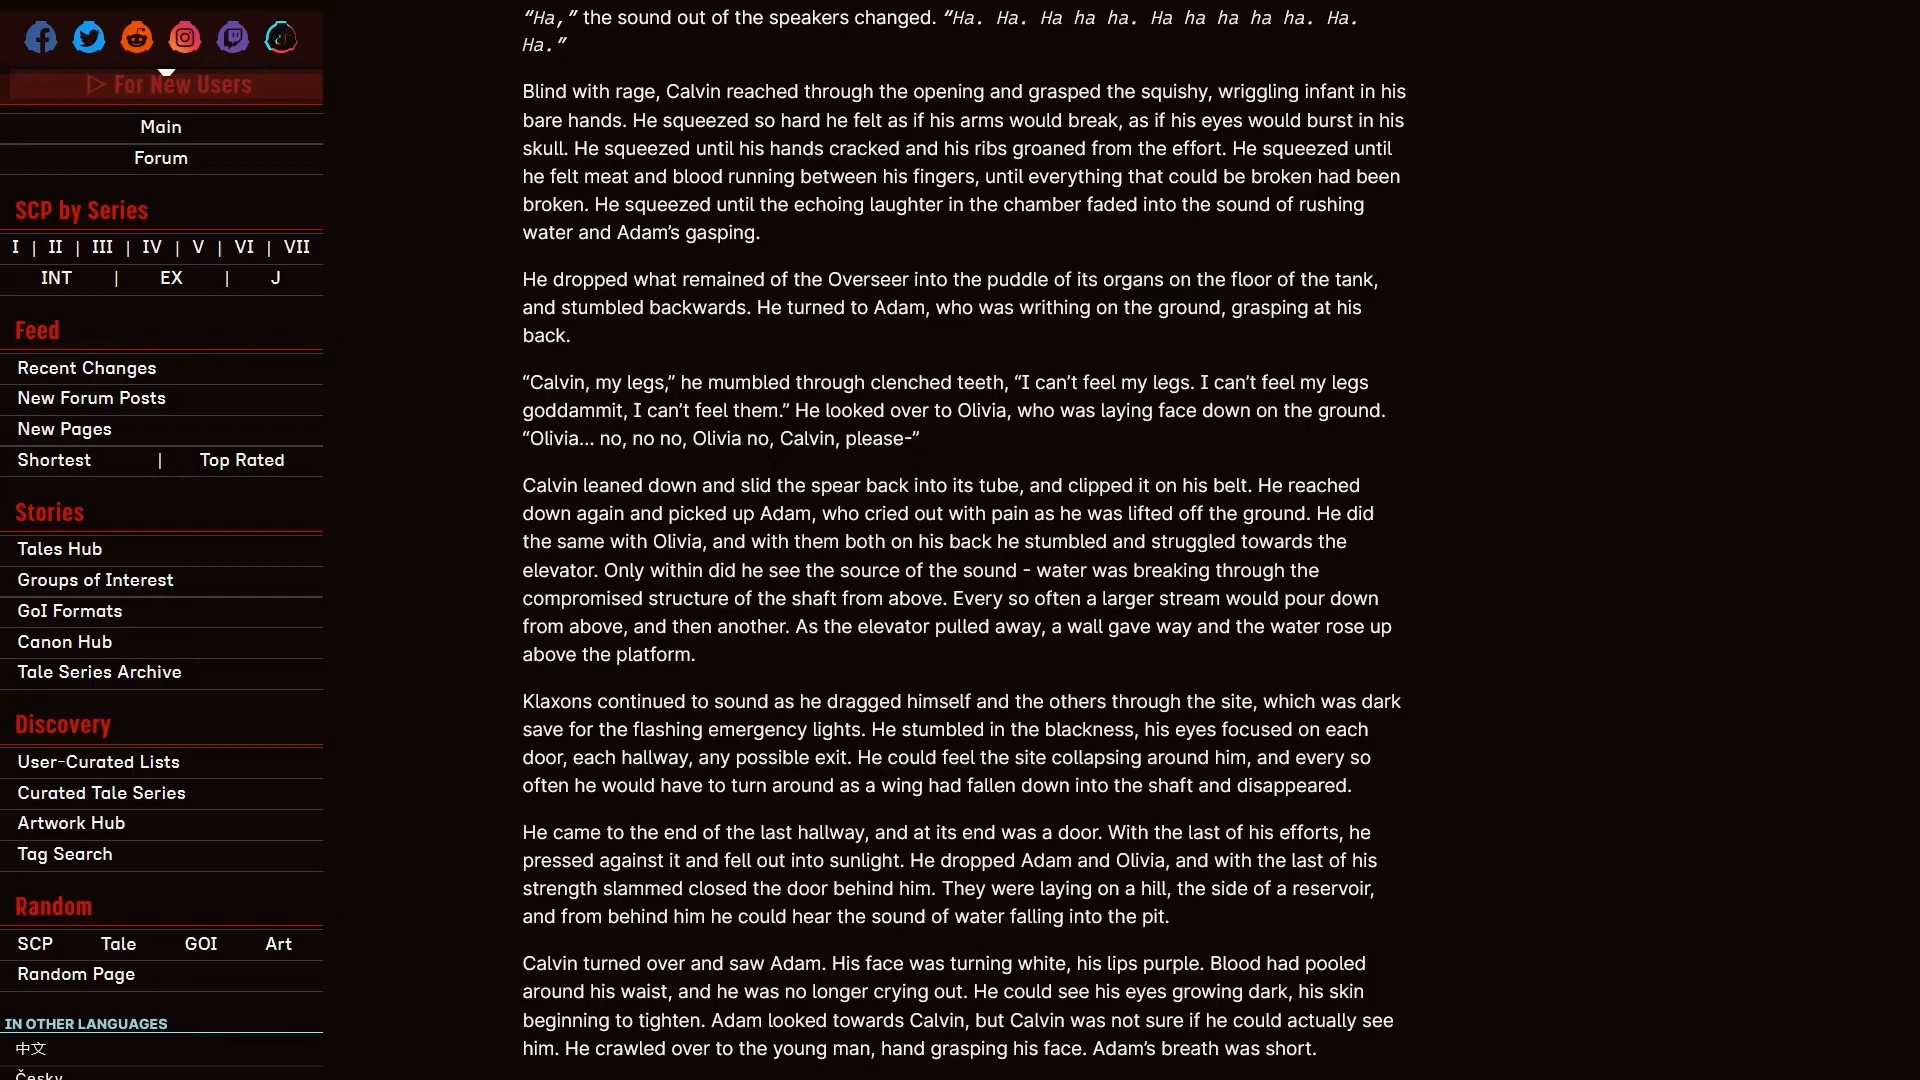 ▷ For New Users
Main
Forum
SCP by Series
I | II | III | IV | V | VI | VII
INT | EX | J
Feed
Recent Changes
New Forum Posts
New Pages
Shortest | Top Rated
Stories
Tales Hub
Groups of Interest
GoI Formats
Canon Hub
Tale Series Archive
Discovery
User-Curated Lists
Curated Tale Series
Artwork Hub
Tag Search
Random
SCP Tale GOI Art
Random Page
IN OTHER LANGUAGES
中文
Česky
“Ha,” the sound out of the speakers changed. “Ha. Ha. Ha ha ha. Ha ha ha ha ha. Ha.
Ha.”
Blind with rage, Calvin reached through the opening and grasped the squishy, wriggling infant in his
bare hands. He squeezed so hard he felt as if his arms would break, as if his eyes would burst in his
skull. He squeezed until his hands cracked and his ribs groaned from the effort. He squeezed until
he felt meat and blood running between his fingers, until everything that could be broken had been
broken. He squeezed until the echoing laughter in the chamber faded into the sound of rushing
water and Adam’s gasping.
He dropped what remained of the Overseer into the puddle of its organs on the floor of the tank,
and stumbled backwards. He turned to Adam, who was writhing on the ground, grasping at his
back.
“Calvin, my legs,” he mumbled through clenched teeth, “I can’t feel my legs. I can’t feel my legs
goddammit, I can’t feel them.” He looked over to Olivia, who was laying face down on the ground.
“Olivia… no, no no, Olivia no, Calvin, please-”
Calvin leaned down and slid the spear back into its tube, and clipped it on his belt. He reached
down again and picked up Adam, who cried out with pain as he was lifted off the ground. He did
the same with Olivia, and with them both on his back he stumbled and struggled towards the
elevator. Only within did he see the source of the sound - water was breaking through the
compromised structure of the shaft from above. Every so often a larger stream would pour down
from above, and then another. As the elevator pulled away, a wall gave way and the water rose up
above the platform.
Klaxons continued to sound as he dragged himself and the others through the site, which was dark
save for the flashing emergency lights. He stumbled in the blackness, his eyes focused on each
door, each hallway, any possible exit. He could feel the site collapsing around him, and every so
often he would have to turn around as a wing had fallen down into the shaft and disappeared.
He came to the end of the last hallway, and at its end was a door. With the last of his efforts, he
pressed against it and fell out into sunlight. He dropped Adam and Olivia, and with the last of his
strength slammed closed the door behind him. They were laying on a hill, the side of a reservoir,
and from behind him he could hear the sound of water falling into the pit.
Calvin turned over and saw Adam. His face was turning white, his lips purple. Blood had pooled
around his waist, and he was no longer crying out. He could see his eyes growing dark, his skin
beginning to tighten. Adam looked towards Calvin, but Calvin was not sure if he could actually see
him. He crawled over to the young man, hand grasping his face. Adam’s breath was short.